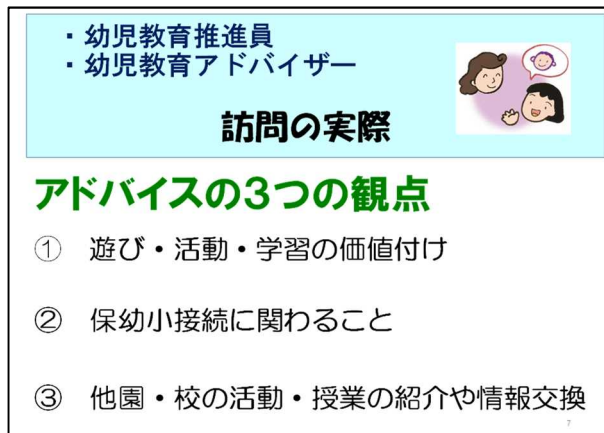 ・幼児教育推進員
・幼児教育アドバイザー
訪問の実際
アドバイスの3つの観点
① 遊び・活動・学習の価値付け
② 保幼小接続に関わること
③ 他園・校の活動・授業の紹介や情報交換
7